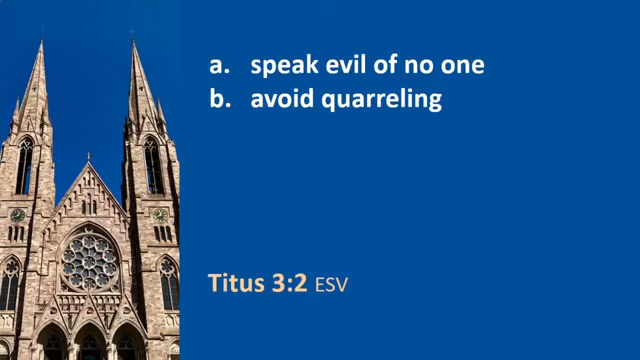 a. speak evil of no one
b. avoid quarreling
Titus 3:2 ESV